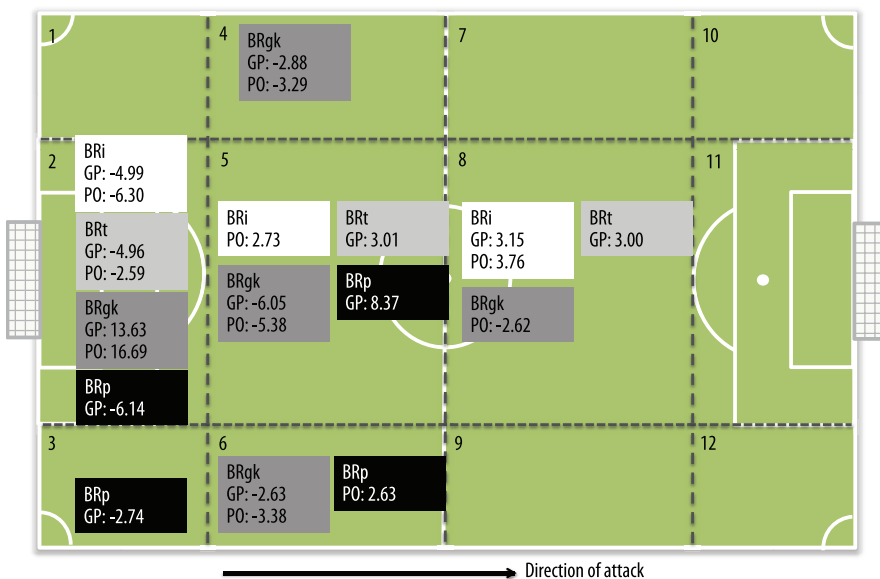 1
4
BRgk
GP: -2.88
PO: -3.29
7
10
2
BRi
GP: -4.99
PO: -6.30
BRt
GP: -4.96
PO: -2.59
BRgk
GP: 13.63
PO: 16.69
BRp
GP: -6.14
5
BRi
PO: 2.73
BRt
GP: 3.01
BRgk
GP: -6.05
PO: -5.38
BRp
GP: 8.37
8
BRi
GP: 3.15
PO: 3.76
BRt
GP: 3.00
BRgk
PO: -2.62
11
3
BRp
GP: -2.74
6
BRgk
GP: -2.63
PO: -3.38
BRp
PO: 2.63
9
12
Direction of attack